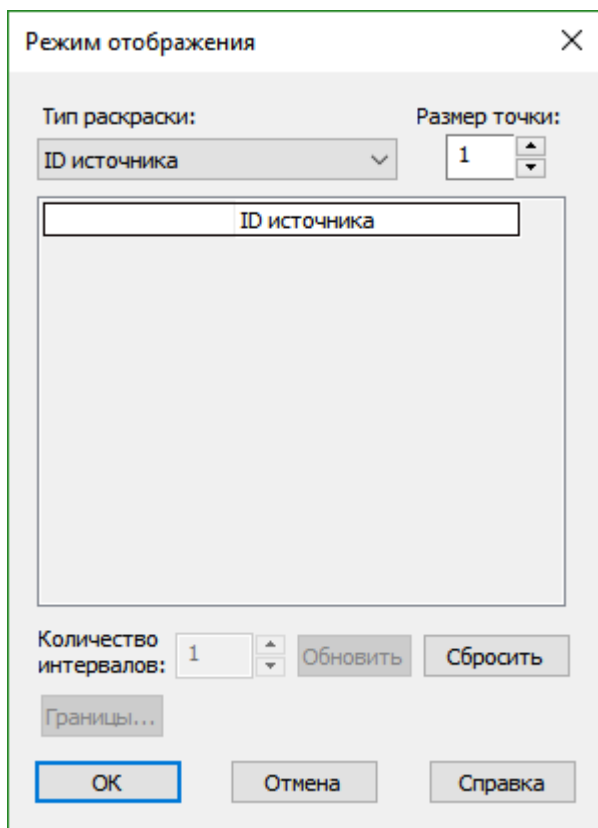 Режим отображения
Тип раскраски:
Размер точки:
ID источника
1
ID источника
Количество
интервалов:
1
Обновить
Сбросить
Границы...
ОК
Отмена
Справка